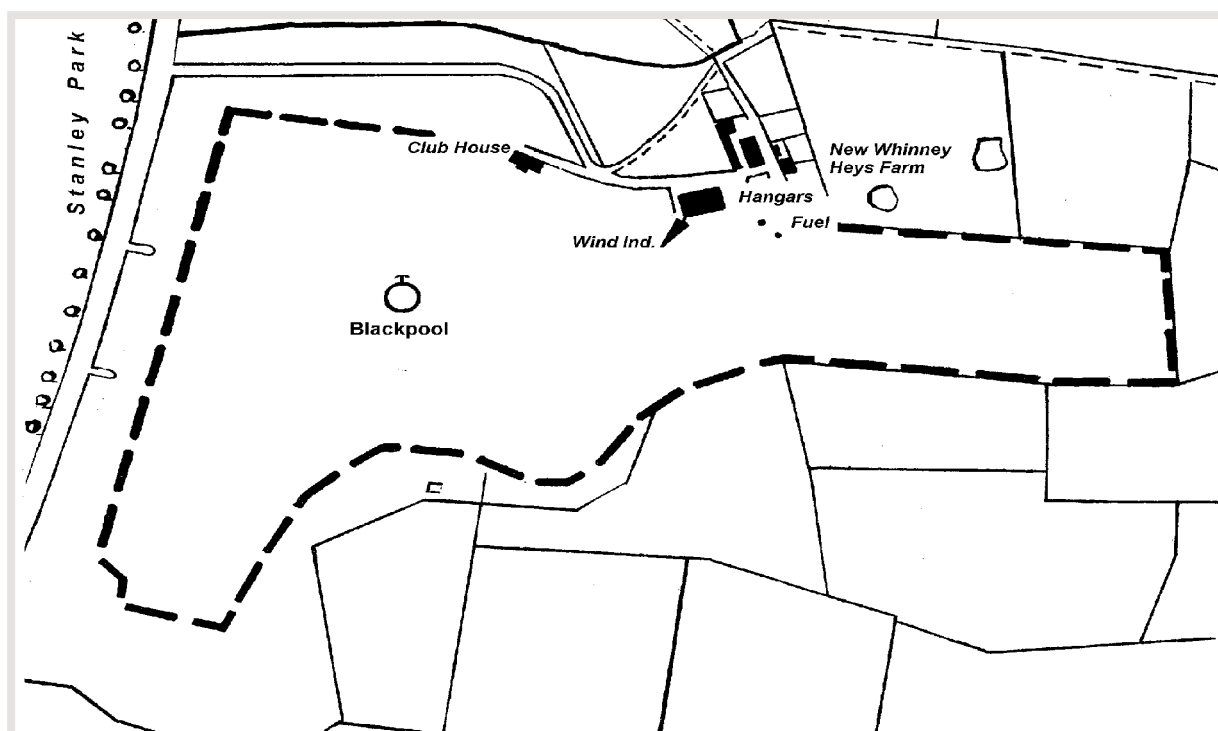 Stanley Park
Club House
New Whinney
Heys Farm
Hangars
Fuel
Wind Ind.
Blackpool